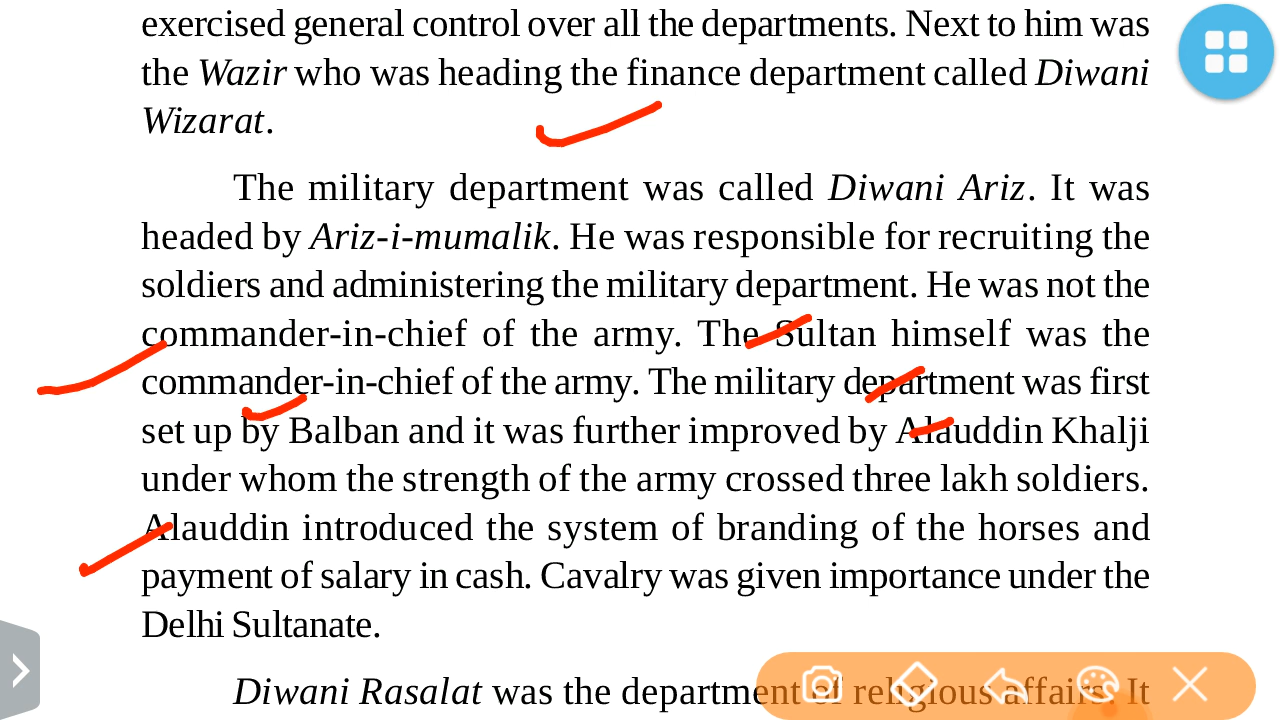 exercised general control over all the departments. Next to him was
the Wazir who was heading the finance department called Diwani
Wizarat.
The military department was called Diwani Ariz. It was
headed by Ariz-i-mumalik. He was responsible for recruiting the
soldiers and administering the military department. He was not the
commander-in-chief of the army. The Sultan himself was the
commander-in-chief of the army. The military department was first
set up by Balban and it was further improved by Alauddin Khalji
under whom the strength of the army crossed three lakh soldiers.
Alauddin introduced the system of branding of the horses and
payment of salary in cash. Cavalry was given importance under the
Delhi Sultanate.
Diwani Rasalat was the department of religious affairs. It